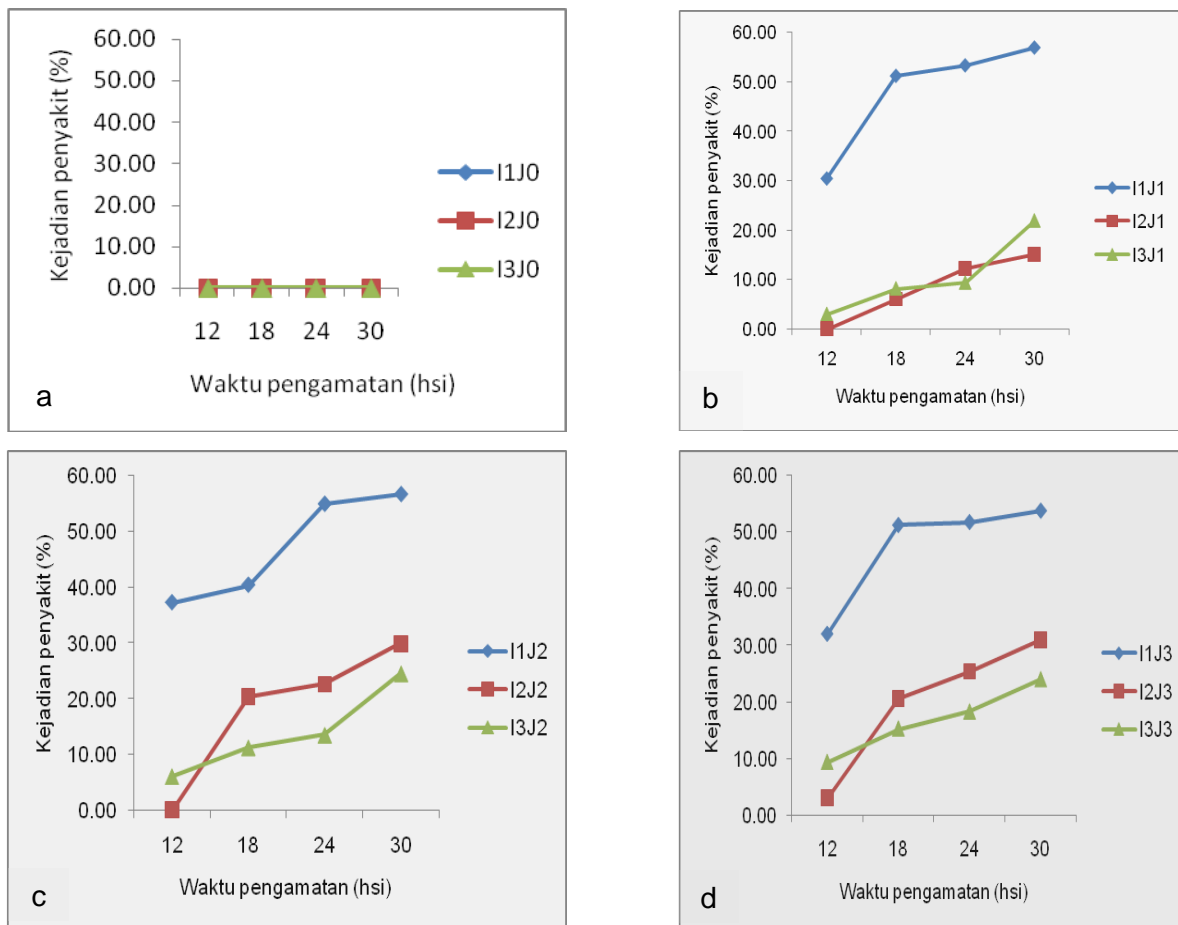 Kejadian penyakit (%)
60.00
50.00
40.00
30.00
20.00
10.00
0.00
12 18 24 30
Waktu pengamatan (hsi)
I1J0
I2J0
I3J0
a
Kejadian penyakit (%)
60.00
50.00
40.00
30.00
20.00
10.00
0.00
12 18 24 30
Waktu pengamatan (hsi)
I1J1
I2J1
I3J1
b
Kejadian penyakit (%)
60.00
50.00
40.00
30.00
20.00
10.00
0.00
12 18 24 30
Waktu pengamatan (hsi)
I1J2
I2J2
I3J2
c
Kejadian penyakit (%)
60.00
50.00
40.00
30.00
20.00
10.00
0.00
12 18 24 30
Waktu pengamatan (hsi)
I1J3
I2J3
I3J3
d